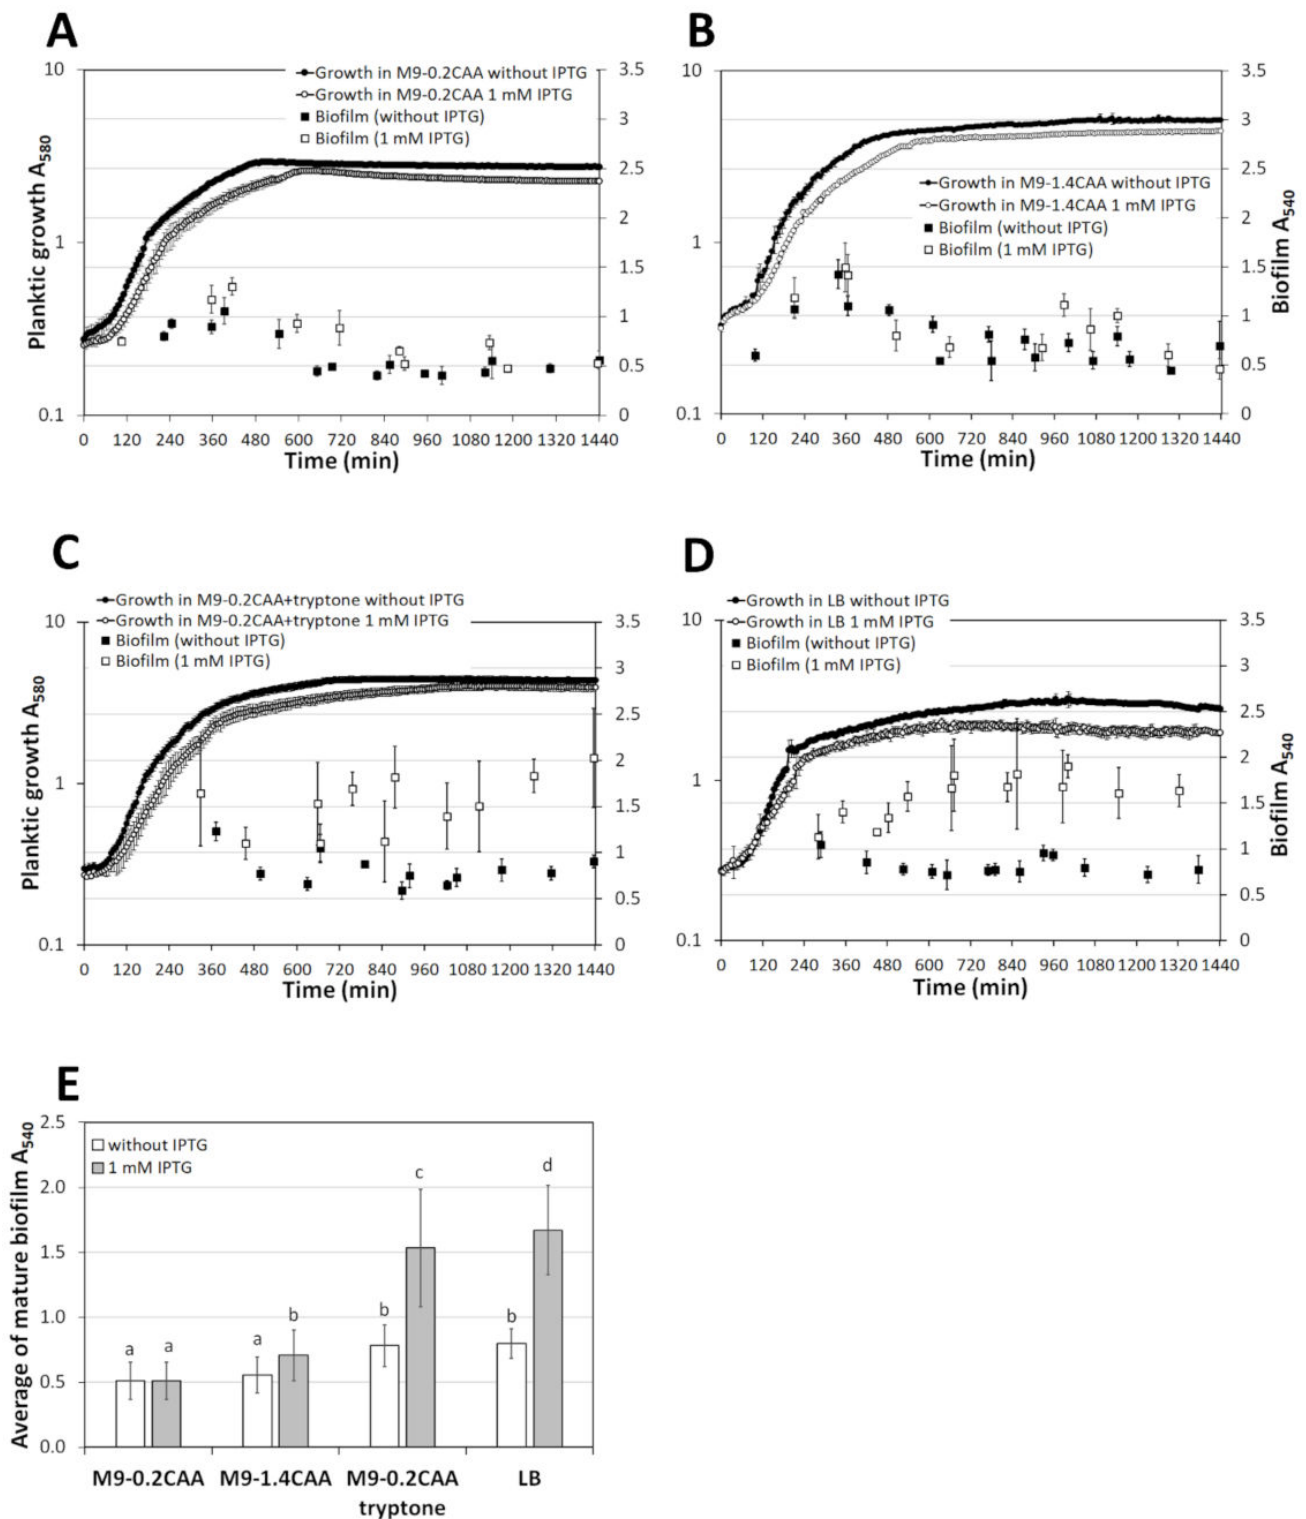 A
10
3.5
Growth in M9-0.2CAA without IPTG
Growth in M9-0.2CAA 1 mM IPTG
Biofilm (without IPTG)
Biofilm (1 mM IPTG)
3
2.5
2
1
1.5
1
0.5
0.1
0
Planktic growth A580
0 120 240 360 480 600 720 840 960 1080 1200 1320 1440
Time (min)
B
10
3.5
3
2.5
Growth in M9-1.4CAA without IPTG
Growth in M9-1.4CAA 1 mM IPTG
Biofilm (without IPTG)
Biofilm (1 mM IPTG)
2
1
1.5
1
0.5
0.1
0
Biofilm A540
0 120 240 360 480 600 720 840 960 1080 1200 1320 1440
Time (min)
C
Growth in M9-0.2CAA+tryptone without IPTG
Growth in M9-0.2CAA+tryptone 1 mM IPTG
Biofilm (without IPTG)
Biofilm (1 mM IPTG)
10
3.5
3
2.5
2
1
1.5
1
0.5
0.1
0
Planktic growth A580
0 120 240 360 480 600 720 840 960 1080 1200 1320 1440
Time (min)
D
Growth in LB without IPTG
Growth in LB 1 mM IPTG
Biofilm (without IPTG)
Biofilm (1 mM IPTG)
10
3.5
3
2.5
2
1
1.5
1
0.5
0.1
0
Biofilm A540
0 120 240 360 480 600 720 840 960 1080 1200 1320 1440
Time (min)
E
2.5
without IPTG
1 mM IPTG
2.0
1.5
1.0
0.5
0.0
Average of mature biofilm A540
a a a b b c b d
M9-0.2CAA M9-1.4CAA M9-0.2CAA LB
tryptone